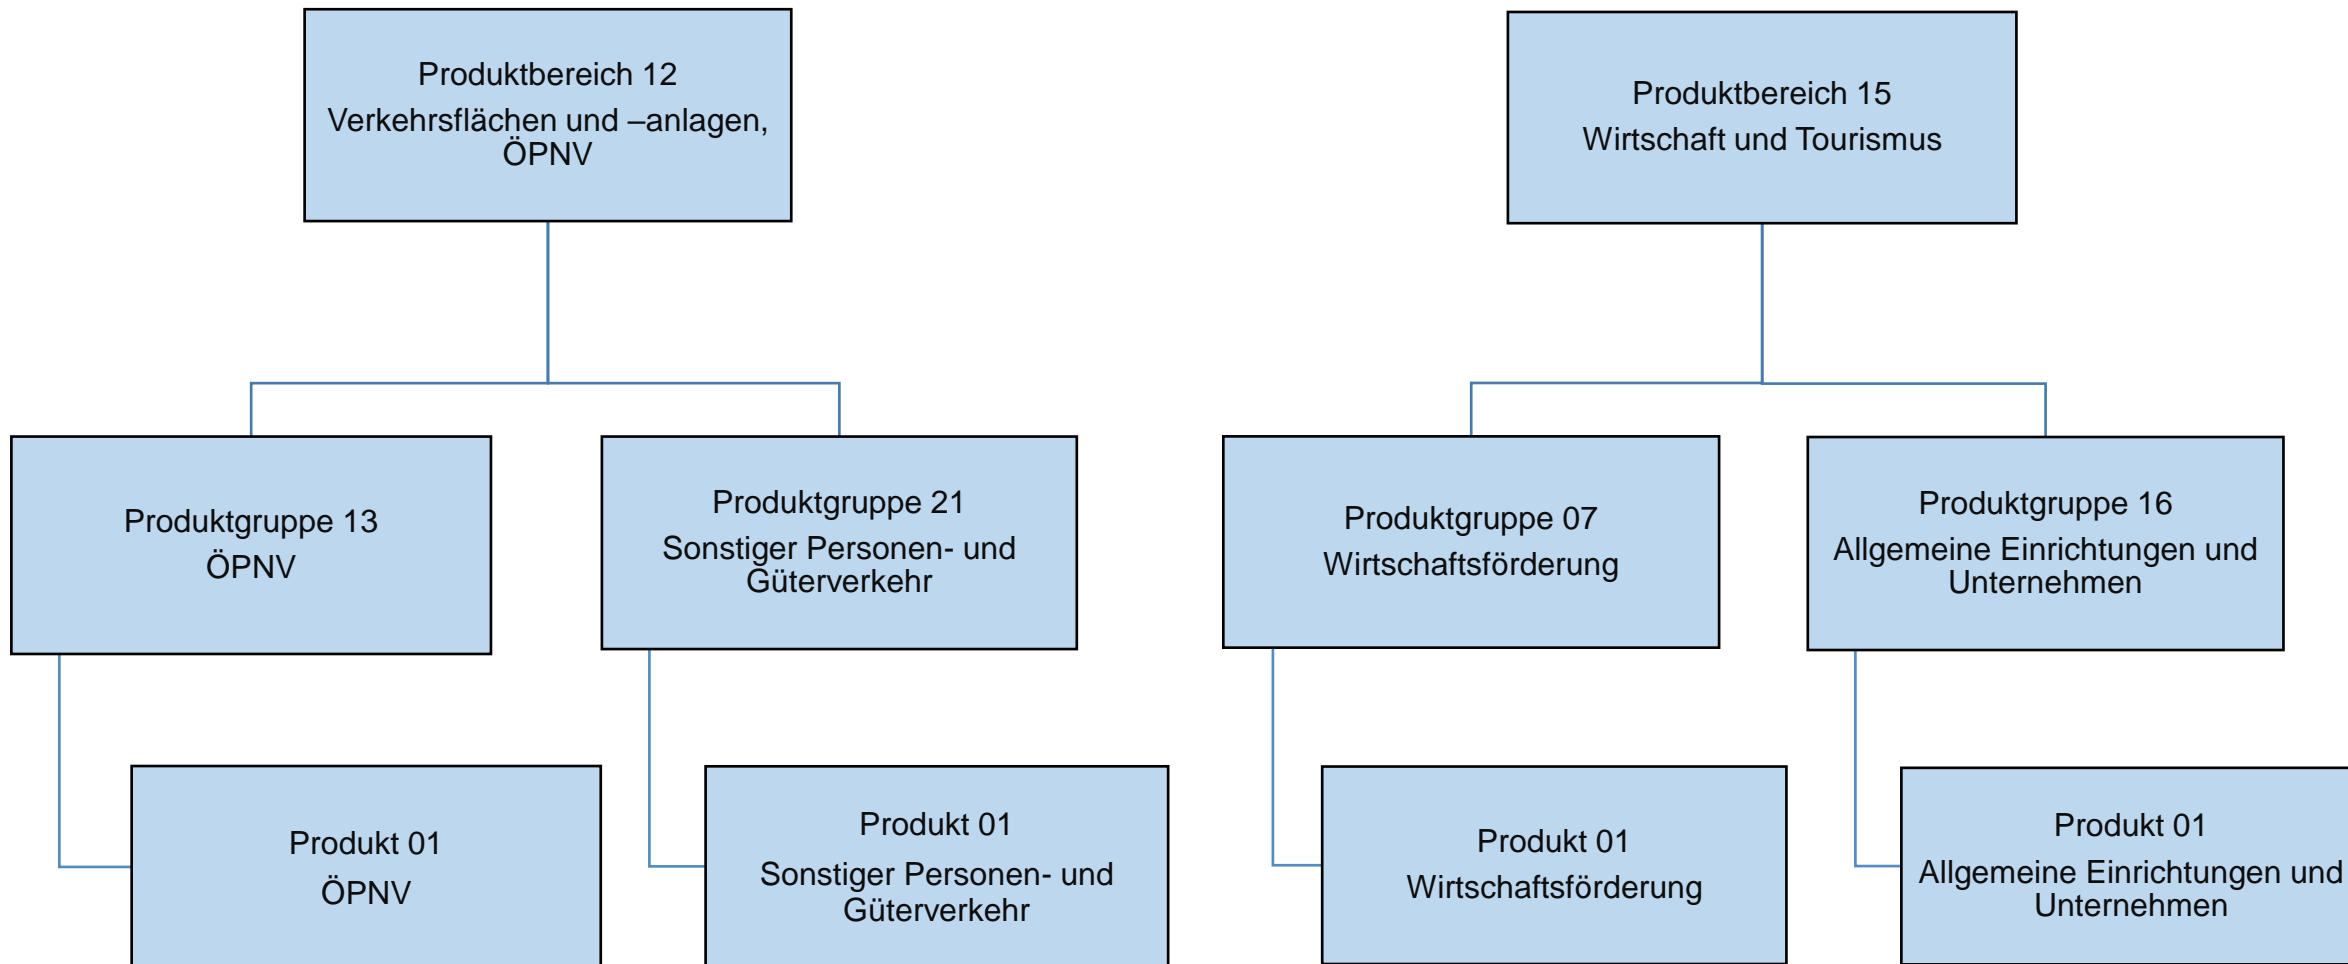 Produktbereich 12
Verkehrsflächen und –anlagen,
ÖPNV
Produktbereich 15
Wirtschaft und Tourismus
Produktgruppe 13
ÖPNV
Produktgruppe 21
Sonstiger Personen- und
Güterverkehr
Produktgruppe 07
Wirtschaftsförderung
Produktgruppe 16
Allgemeine Einrichtungen und
Unternehmen
Produkt 01
ÖPNV
Produkt 01
Sonstiger Personen- und
Güterverkehr
Produkt 01
Wirtschaftsförderung
Produkt 01
Allgemeine Einrichtungen und
Unternehmen